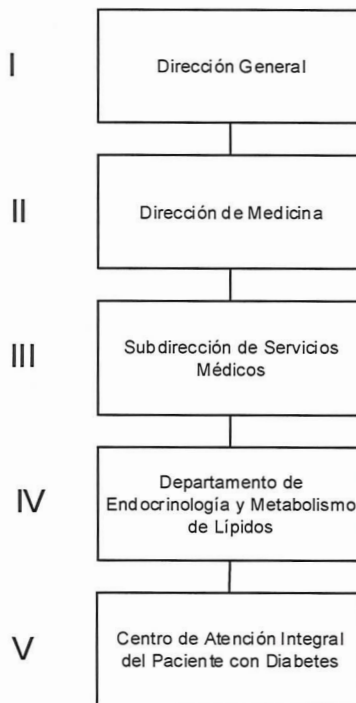 I
Dirección General
II
Dirección de Medicina
III
Subdirección de Servicios
Médicos
IV
Departamento de
Endocrinología y Metabolismo
de Lípidos
V
Centro de Atención Integral
del Paciente con Diabetes